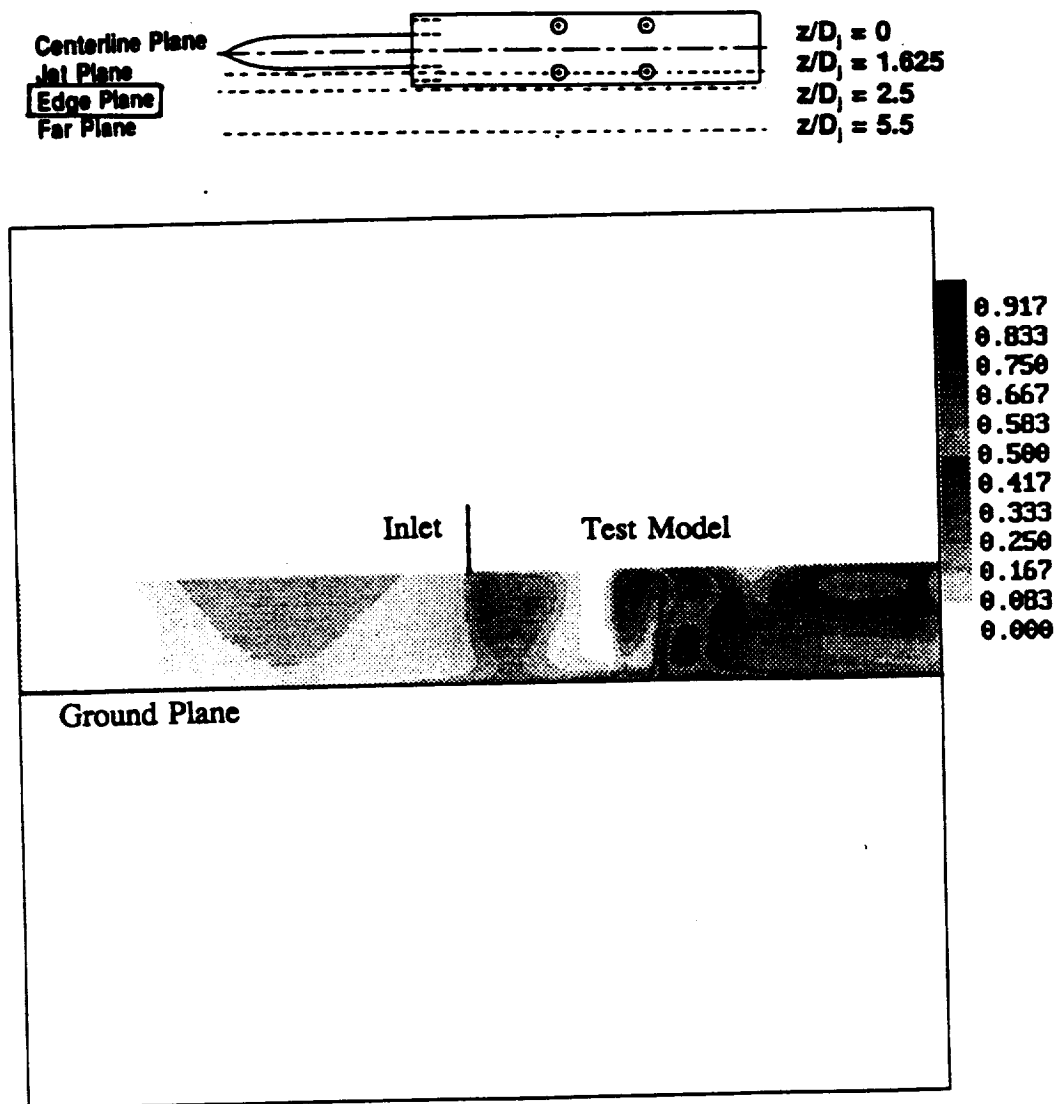 Centerline Plane
Jet Plane
Edge Plane
Far Plane
z/Dj = 0
z/Dj = 1.625
z/Dj = 2.5
z/Dj = 5.5
0.917
0.833
0.750
0.667
0.583
0.500
0.417
0.333
0.250
0.167
0.083
0.000
Inlet
Test Model
Ground Plane